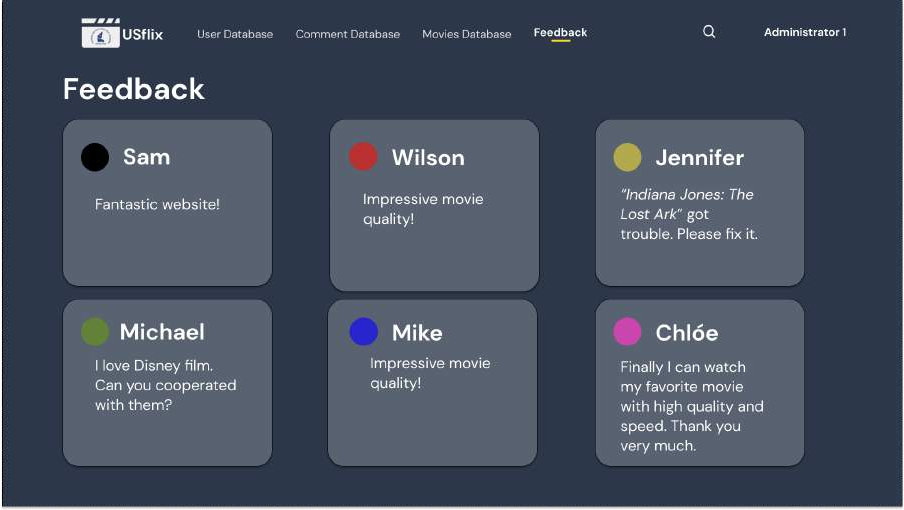 USflix User Database Comment Database Movies Database Feedback Administrator 1
Feedback
Sam
Fantastic website!
Wilson
Impressive movie
quality!
Jennifer
“Indiana Jones: The
Lost Ark” got
trouble. Please fix it.
Michael
I love Disney film.
Can you cooperated
with them?
Mike
Impressive movie
quality!
Chlóe
Finally I can watch
my favorite movie
with high quality and
speed. Thank you
very much.